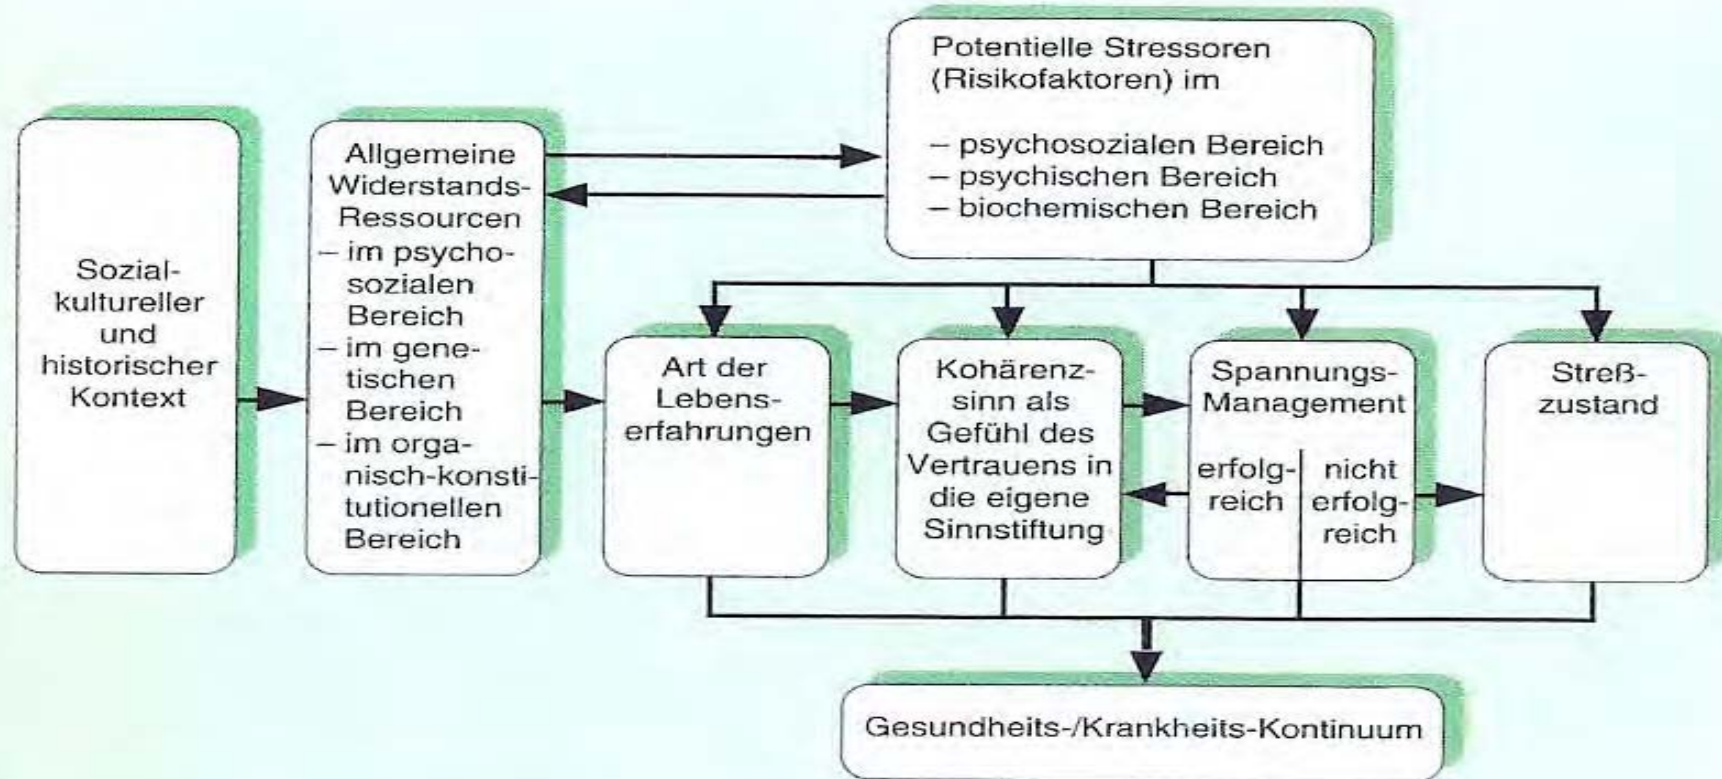 Potentielle Stressoren
(Risikofaktoren) im
– psychosozialen Bereich
– psychischen Bereich
– biochemischen Bereich
Sozial-
kultureller
und
historischer
Kontext
Allgemeine
Widerstands-
Ressourcen
– im psycho-
sozialen
Bereich
– im gene-
tischen
Bereich
– im orga-
nisch-konsti-
tutionellen
Bereich
Art der
Lebens-
erfahrungen
Kohärenz-
sinn als
Gefühl des
Vertrauens in
die eigene
Sinnstiftung
Spannungs-
Management
erfolg-
reich
nicht
erfolg-
reich
Streß-
zustand
Gesundheits-/Krankheits-Kontinuum